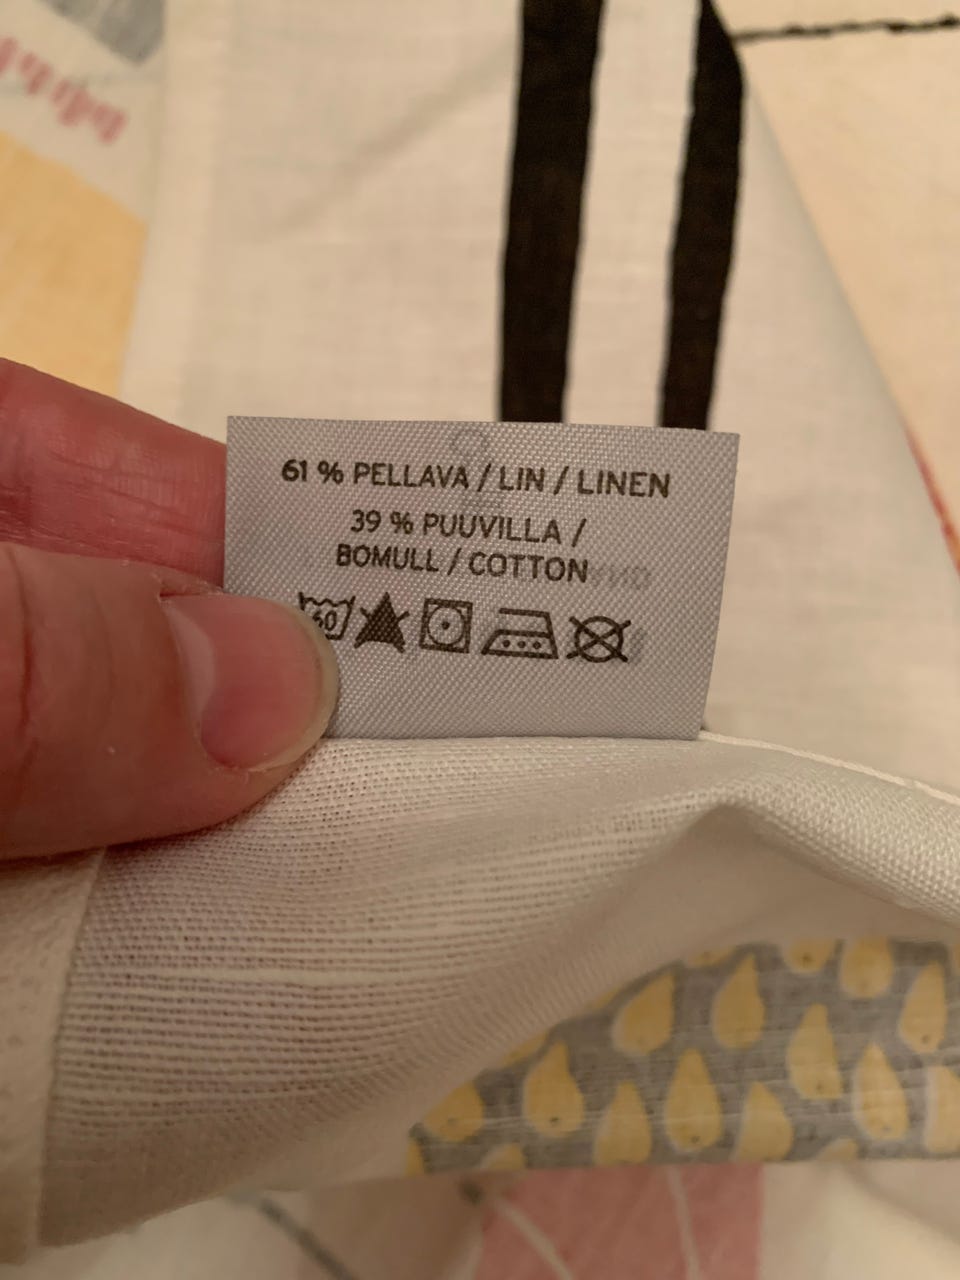 61 % PELLAVA / LIN / LINEN
39 % PUUVILLA /
BOMULL / COTTON
60